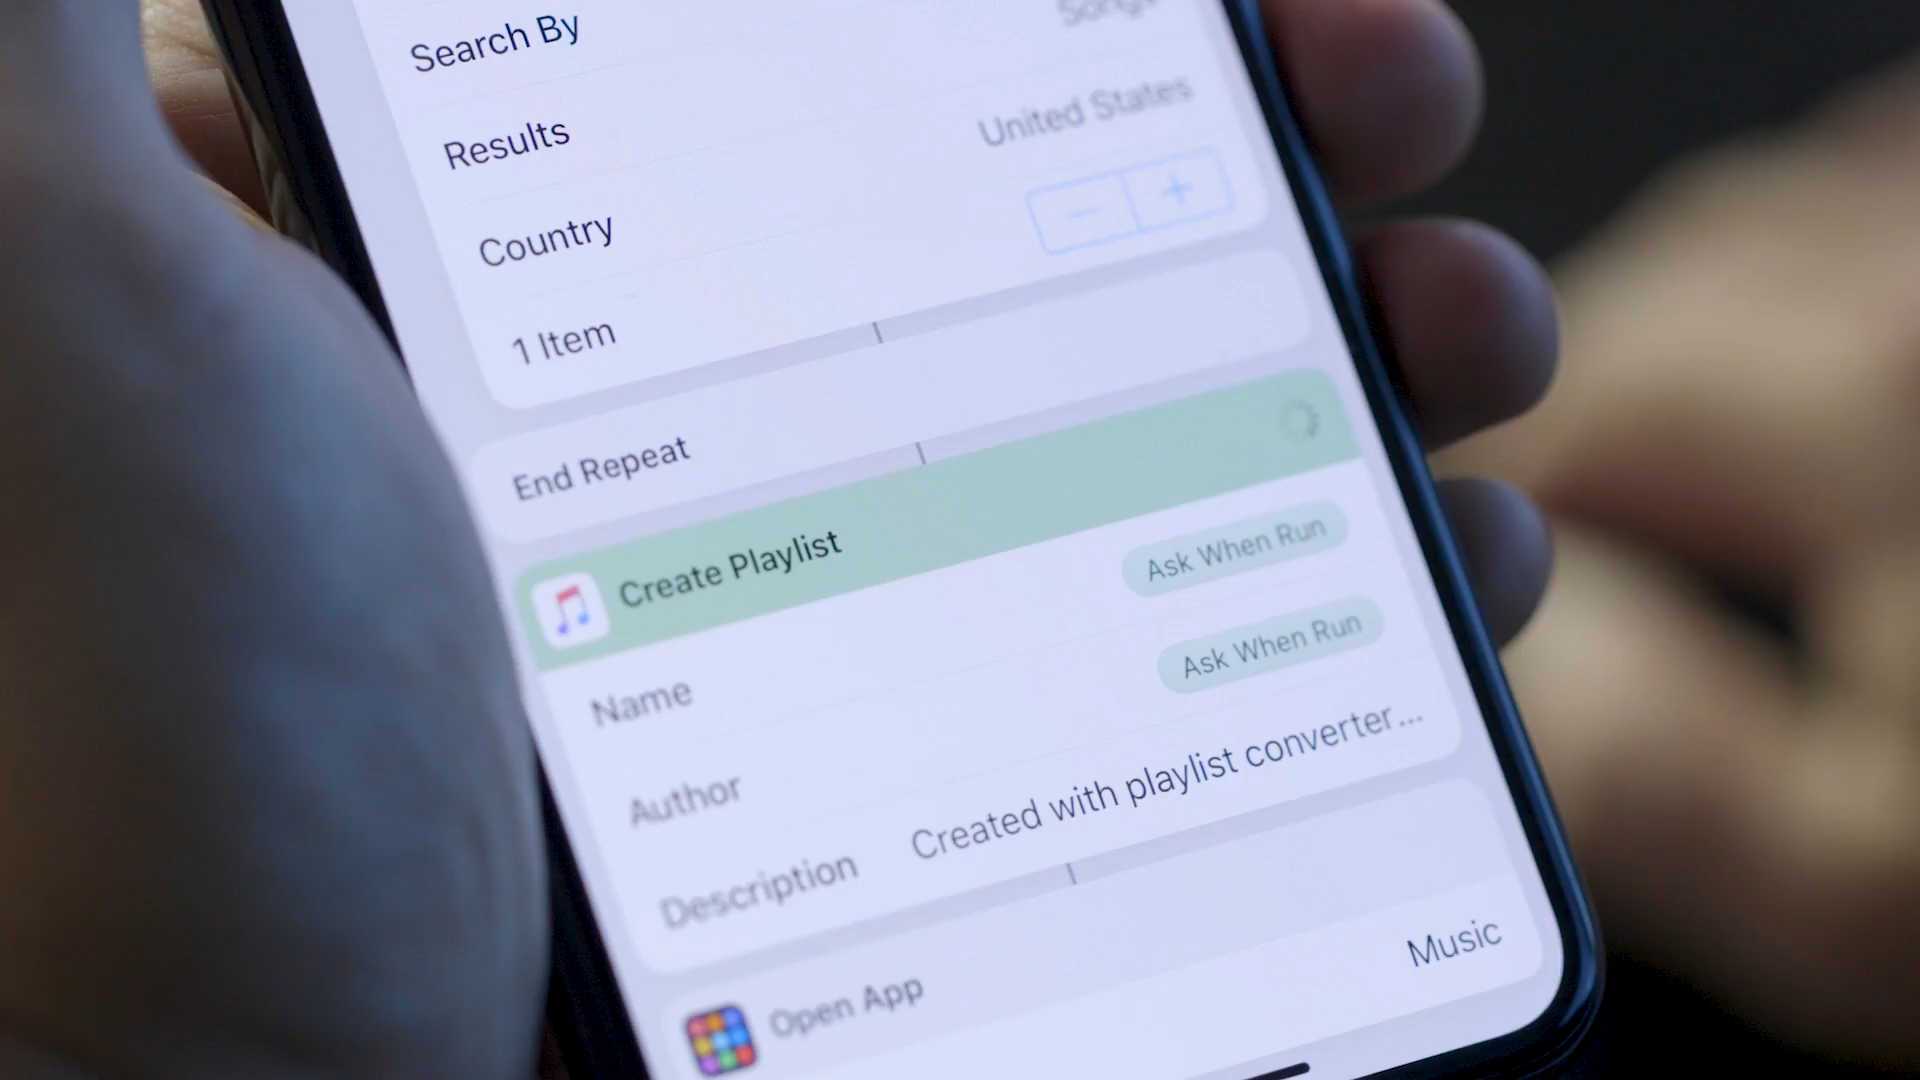 Search By
Songs
Results
United States
Country
1 Item
− +
End Repeat
Create Playlist
Name
Ask When Run
Author
Ask When Run
Description
Created with playlist converter...
Open App
Music